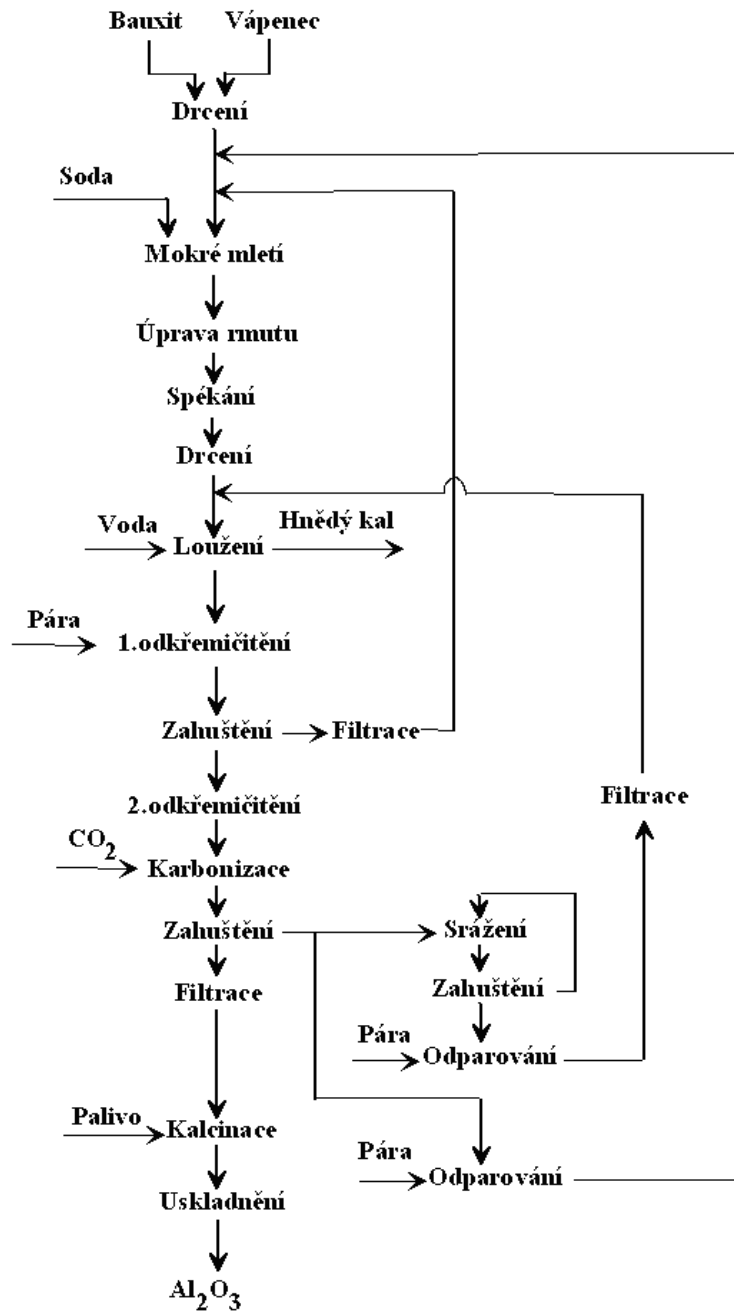 Bauxit Vápenec
Drcení
Soda
Mokré mletí
Úprava rmutu
Spékání
Drcení
Voda Hnědý kal
Loužení
Pára
1.odkřemičitění
Zahuštění Filtrace
Filtrace
2.odkřemičitění
CO2
Karbonizace
Zahuštění Srážení
Filtrace Zahuštění
Pára
Odparování
Palivo
Kalcinace
Pára
Odparování
Uskladnění
Al2O3